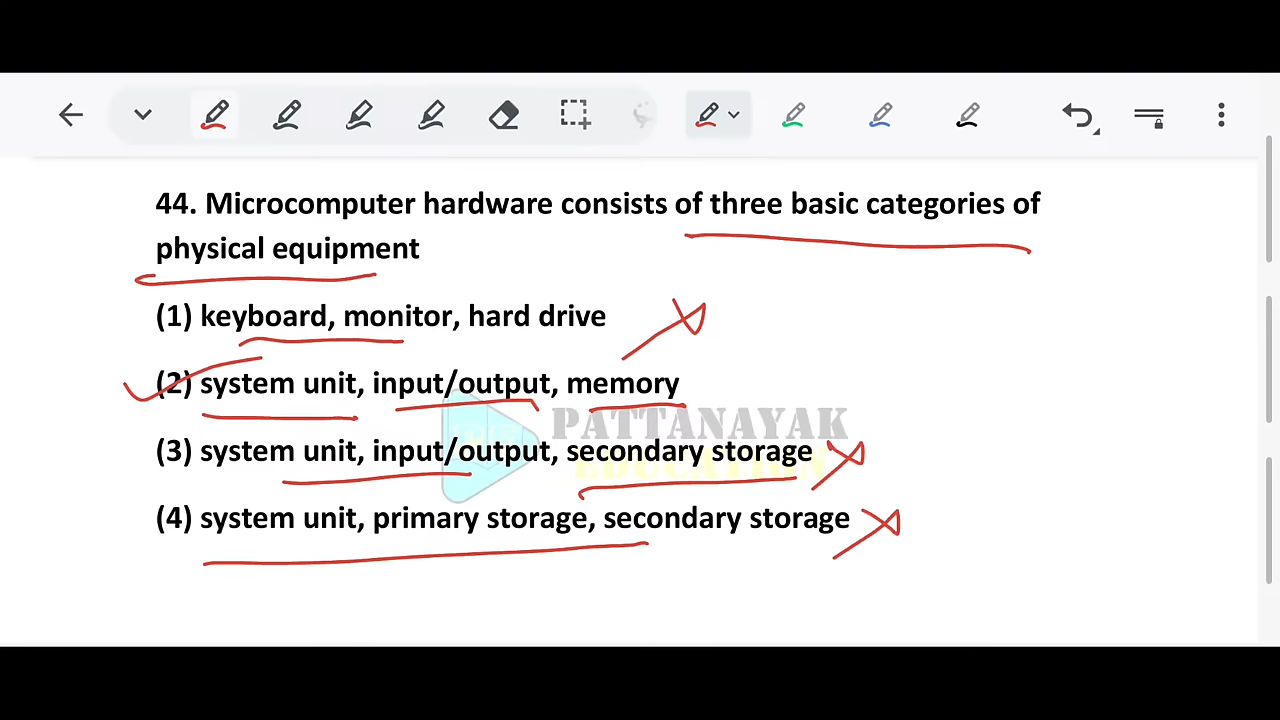 44. Microcomputer hardware consists of three basic categories of
physical equipment
(1) keyboard, monitor, hard drive
(2) system unit, input/output, memory
PATTANAYAK
(3) system unit, input/output, secondary storage
EDUCATION
(4) system unit, primary storage, secondary storage